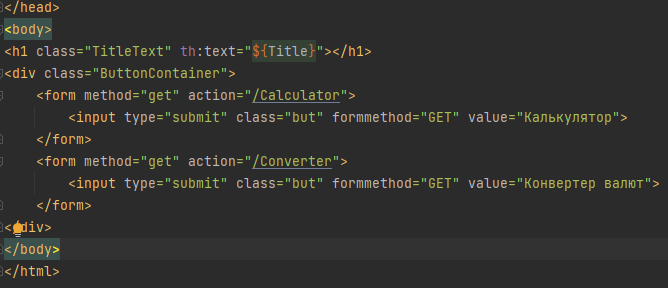 </head>
<body>
<h1 class="TitleText" th:text="${Title}"></h1>
<div class="ButtonContainer">
    <form method="get" action="/Calculator">
        <input type="submit" class="but" formmethod="GET" value="Калькулятор">
    </form>
    <form method="get" action="/Converter">
        <input type="submit" class="but" formmethod="GET" value="Конвертер валют">
    </form>
</div>
</body>
</html>